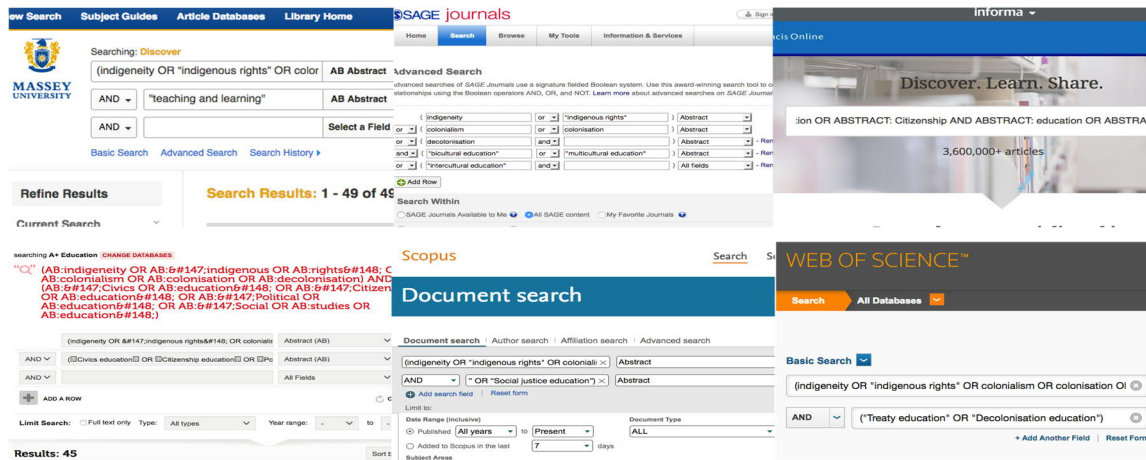 ew Search Subject Guides Article Databases Library Home
MASSEY
UNIVERSITY
Searching: Discover
(indigeneity OR "indigenous rights" OR color AB Abstract
AND "teaching and learning" AB Abstract
AND Select a Field
Basic Search Advanced Search Search History
Refine Results
Search Results: 1 - 49 of 49
Current Search
SAGE journals
Sign
Home Search Browse My Tools Information & Services
Advanced Search
Advanced searches of SAGE Journals use a signature fielded Boolean system. Use this award-winning search tool to c
elationships using the Boolean operators AND, OR, and NOT. Learn more about advanced searches on SAGE Journal
( indigeneity or "indigenous rights" ) Abstract
or ( colonialism or colonisation ) Abstract
or ( decolonisation and ) Abstract - Ren
and ( "bicultural education" or "multicultural education" ) Abstract - Ren
or ( "intercultural education" and ) All fields - Ren
Add Row
Search Within
SAGE Journals Available to Me All SAGE content My Favorite Journals
informa
ncis Online
Discover. Learn. Share.
:ion OR ABSTRACT: Citizenship AND ABSTRACT: education OR ABSTRA
3,600,000+ articles
searching A+ Education CHANGE DATABASES
"Q" (AB:indigeneity OR AB:&#147;indigenous OR AB:rights&#148; O
AB:colonialism OR AB:colonisation OR AB:decolonisation) AND
(AB:&#147;Civics OR AB:education&#148; OR AB:&#147;Citizen
OR AB:education&#148; OR AB:&#147;Political OR
AB:education&#148; OR AB:&#147;Social OR AB:studies OR
AB:education&#148;)
(indigeneity OR &#147;indigenous rights&#148; OR colonialis Abstract (AB)
AND (Civics education OR Citizenship education OR Po Abstract (AB)
AND All Fields
ADD A ROW
Limit Search: Full text only Type: All types Year range: - to -
Results: 45 Sort b
Scopus
Search
Document search
Document search Author search Affiliation search Advanced search
(indigeneity OR "indigenous rights" OR colonialis Abstract
AND " OR "Social justice education") Abstract
Add search field Reset form
Limit to:
Date Range (inclusive) Document Type
Published All years to Present ALL
Added to Scopus in the last 7 days
Subject Areas
WEB OF SCIENCE™
Search All Databases
Basic Search
(indigeneity OR "indigenous rights" OR colonialism OR colonisation OI
AND ("Treaty education" OR "Decolonisation education")
+ Add Another Field Reset Form